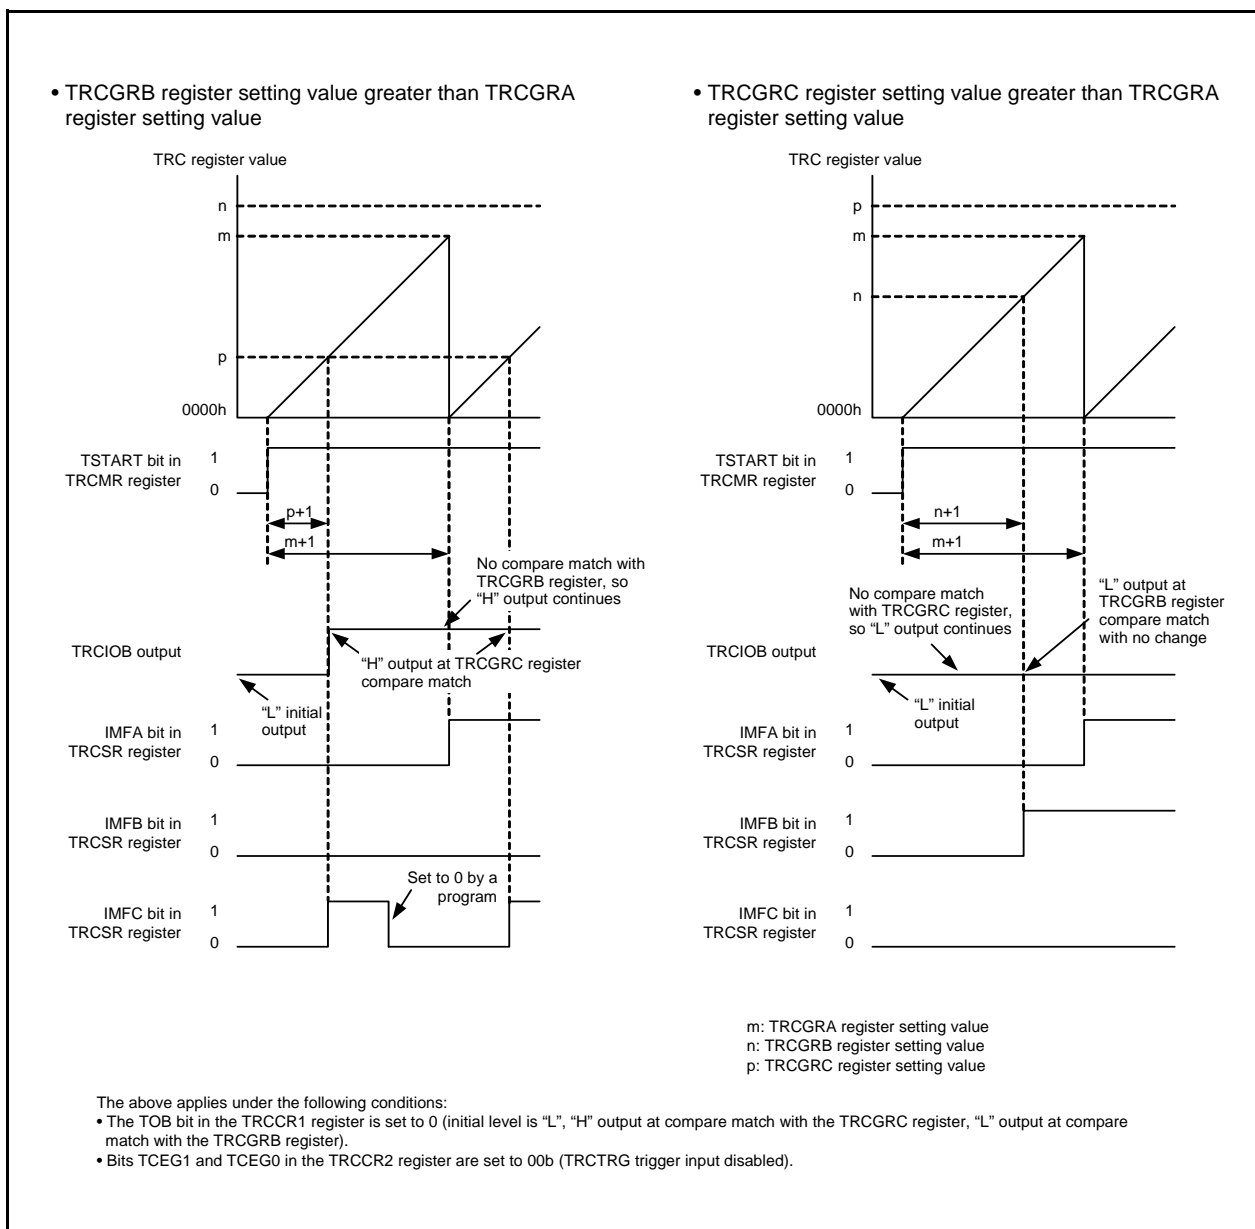 • TRCGRB register setting value greater than TRCGRA
register setting value
TRC register value
n
m
p
0000h
TSTART bit in
TRCMR register
1
0
p+1
m+1
No compare match with
TRCGRB register, so
“H” output continues
TRCIOB output
“H” output at TRCGRC register
compare match
“L” initial
output
IMFA bit in
TRCSR register
1
0
IMFB bit in
TRCSR register
1
0
Set to 0 by a
program
IMFC bit in
TRCSR register
1
0
• TRCGRC register setting value greater than TRCGRA
register setting value
TRC register value
p
m
n
0000h
TSTART bit in
TRCMR register
1
0
n+1
m+1
No compare match
with TRCGRC register,
so “L” output continues
“L” output at
TRCGRB register
compare match
with no change
TRCIOB output
“L” initial
output
IMFA bit in
TRCSR register
1
0
IMFB bit in
TRCSR register
1
0
IMFC bit in
TRCSR register
1
0
m: TRCGRA register setting value
n: TRCGRB register setting value
p: TRCGRC register setting value
The above applies under the following conditions:
• The TOB bit in the TRCCR1 register is set to 0 (initial level is “L”, “H” output at compare match with the TRCGRC register, “L” output at compare
match with the TRCGRB register).
• Bits TCEG1 and TCEG0 in the TRCCR2 register are set to 00b (TRCTRG trigger input disabled).